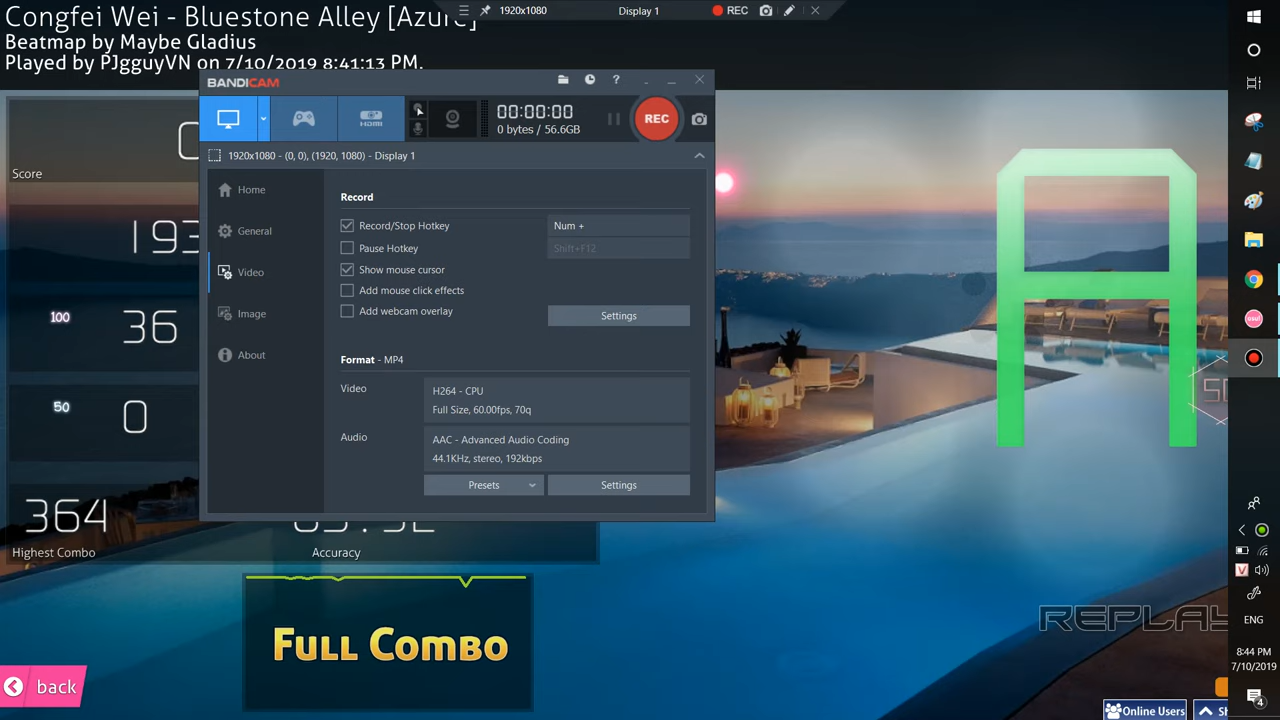 Congfei Wei - Bluestone Alley [Azure]
Beatmap by Maybe Gladius
Played by PJgguyVN on 7/10/2019 8:41:13 PM.
1920x1080 Display 1 REC
BANDICAM
HDMI
00:00:00
0 bytes / 56.6GB
REC
1920x1080 - (0, 0), (1920, 1080) - Display 1
Home
General
Video
Image
About
Record
Record/Stop Hotkey Num +
Pause Hotkey Shift+F12
Show mouse cursor
Add mouse click effects
Add webcam overlay
Settings
Format - MP4
Video
H264 - CPU
Full Size, 60.00fps, 70q
Audio
AAC - Advanced Audio Coding
44.1KHz, stereo, 192kbps
Presets Settings
Score
193
100 36
50 0
364
Highest Combo
Accuracy
Full Combo
A
REPLAY
back
Online Users
osu!
V
ENG
8:44 PM
7/10/2019
4